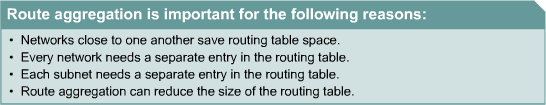 Route aggregation is important for the following reasons:
• Networks close to one another save routing table space.
• Every network needs a separate entry in the routing table.
• Each subnet needs a separate entry in the routing table.
• Route aggregation can reduce the size of the routing table.